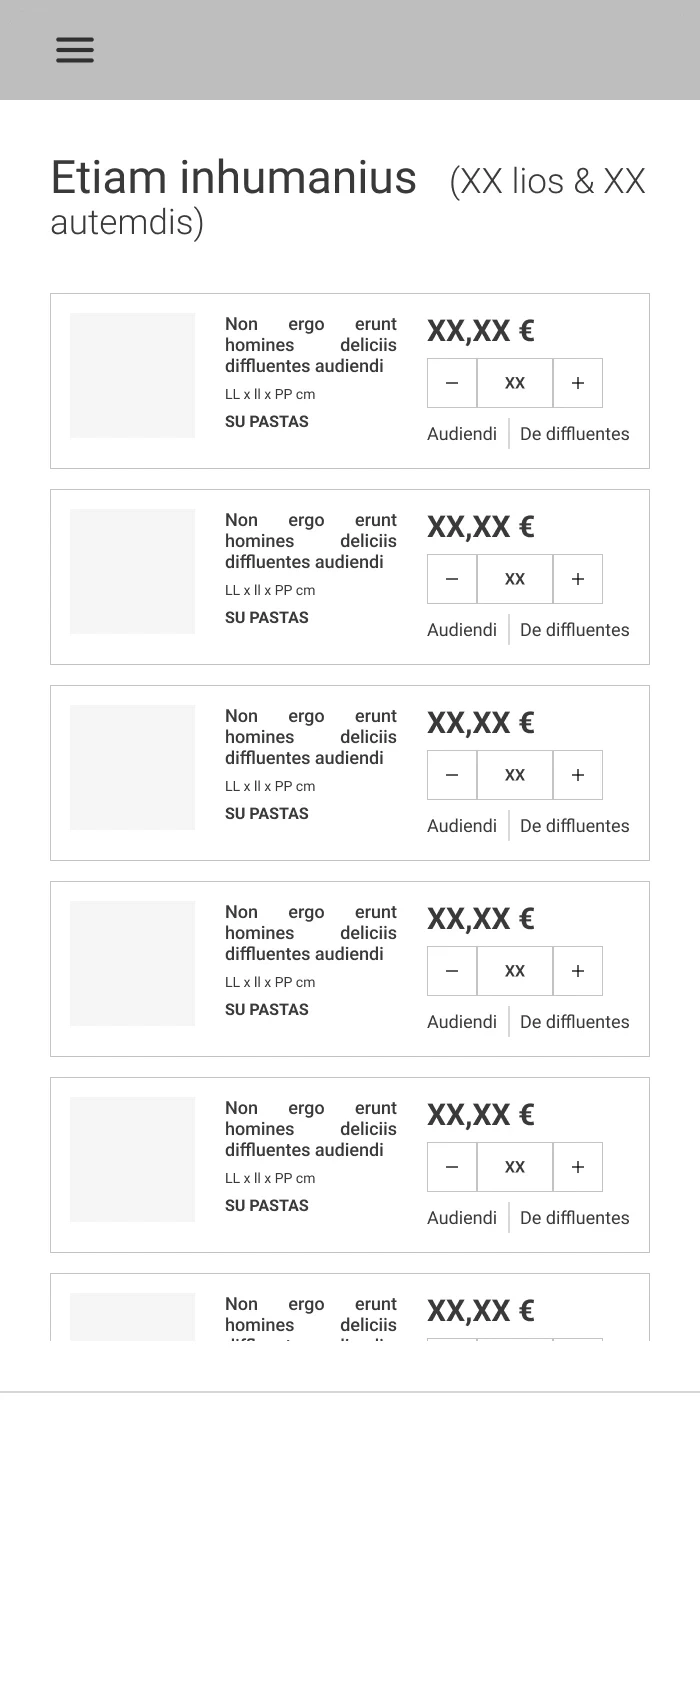 Etiam inhumanius (XX lios & XX
autemdis)
Non ergo erunt
homines deliciis
diffluentes audiendi
LL x ll x PP cm
SU PASTAS
XX,XX €
− XX +
Audiendi De diffluentes
Non ergo erunt
homines deliciis
diffluentes audiendi
LL x ll x PP cm
SU PASTAS
XX,XX €
− XX +
Audiendi De diffluentes
Non ergo erunt
homines deliciis
diffluentes audiendi
LL x ll x PP cm
SU PASTAS
XX,XX €
− XX +
Audiendi De diffluentes
Non ergo erunt
homines deliciis
diffluentes audiendi
LL x ll x PP cm
SU PASTAS
XX,XX €
− XX +
Audiendi De diffluentes
Non ergo erunt
homines deliciis
diffluentes audiendi
LL x ll x PP cm
SU PASTAS
XX,XX €
− XX +
Audiendi De diffluentes
Non ergo erunt
homines deliciis
XX,XX €